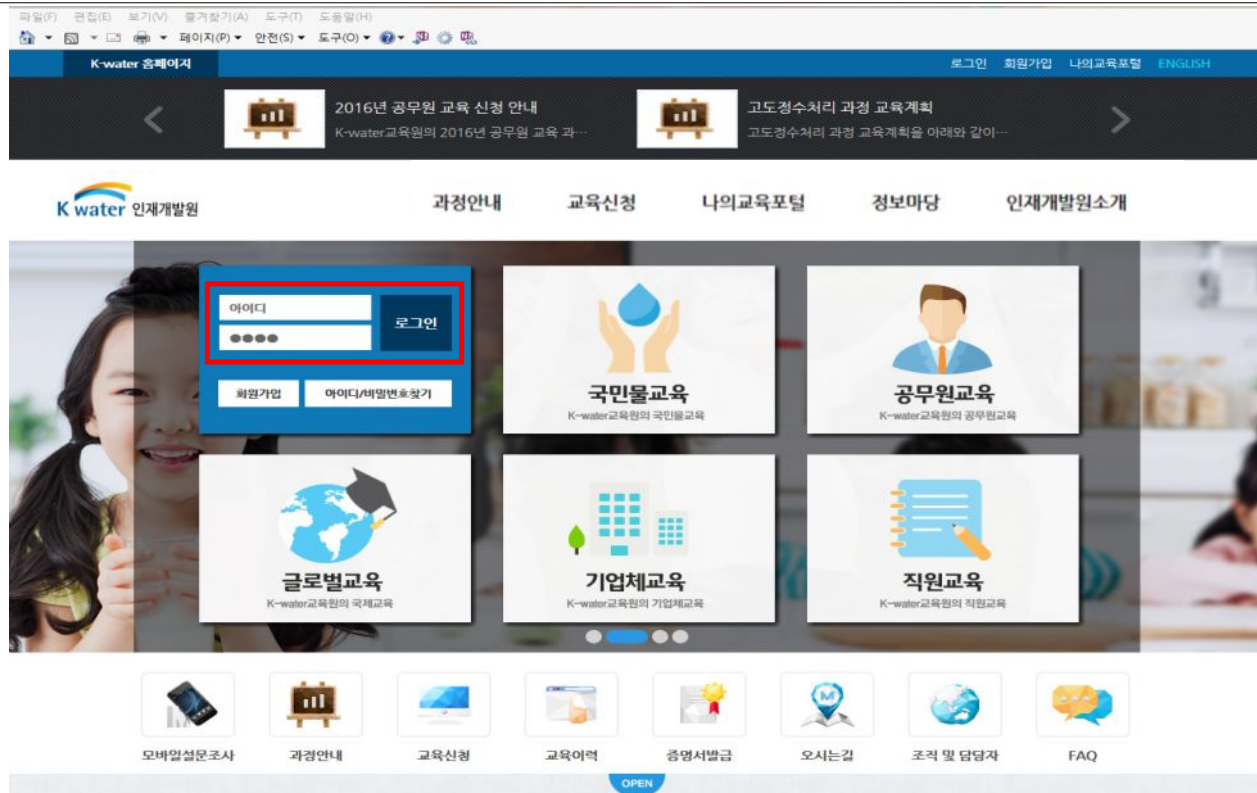 파일(F) 편집(E) 보기(V) 즐겨찾기(A) 도구(T) 도움말(H)
페이지(P) 안전(S) 도구(O)
K-water 홈페이지
로그인 회원가입 나의교육포털 ENGLISH
2016년 공무원 교육 신청 안내
K-water교육원의 2016년 공무원 교육 과…
고도정수처리 과정 교육계획
고도정수처리 과정 교육계획을 아래와 같이…
K water 인재개발원
과정안내 교육신청 나의교육포털 정보마당 인재개발원소개
아이디
로그인
회원가입 아이디/비밀번호찾기
국민물교육
K-water교육원의 국민물교육
공무원교육
K-water교육원의 공무원교육
글로벌교육
K-water교육원의 국제교육
기업체교육
K-water교육원의 기업체교육
직원교육
K-water교육원의 직원교육
모바일설문조사 과정안내 교육신청 교육이력 증명서발급 오시는길 조직 및 담당자 FAQ
OPEN